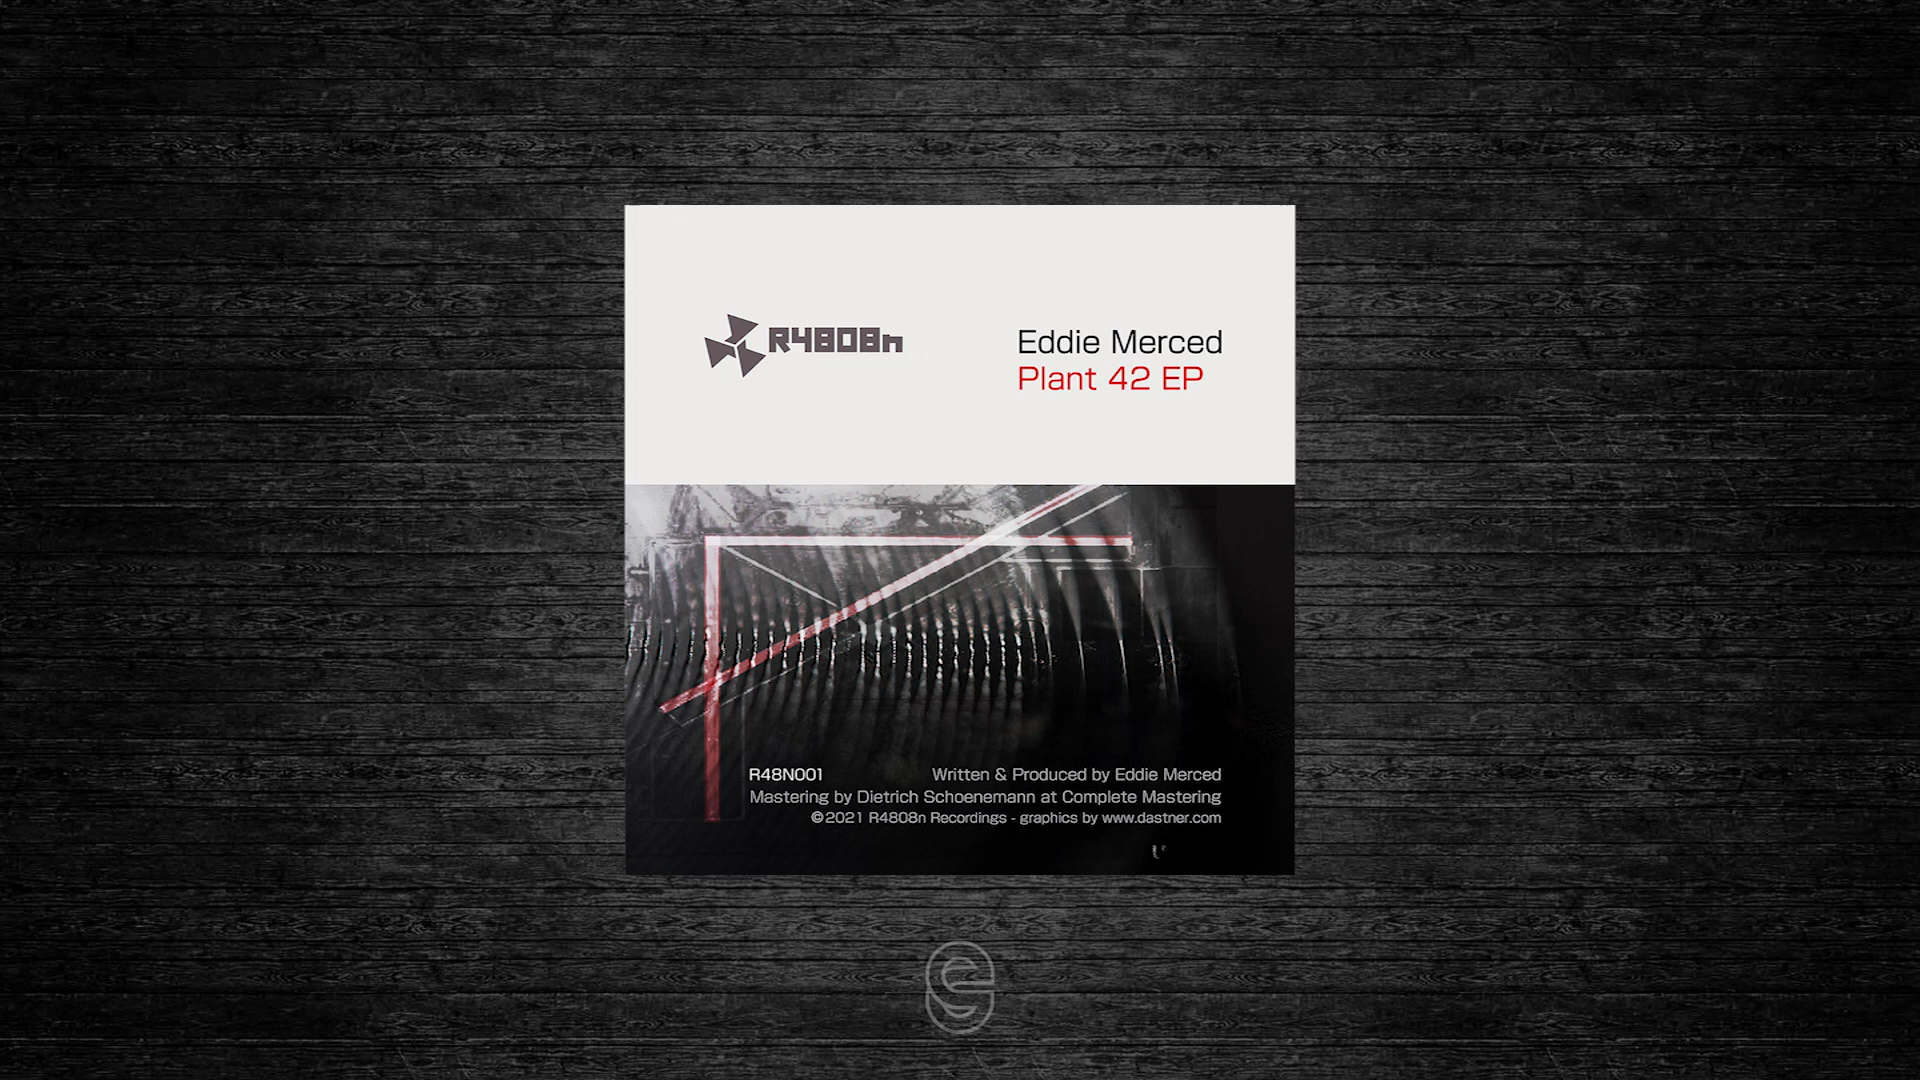 R4808n
Eddie Merced
Plant 42 EP
R48N001
Written & Produced by Eddie Merced
Mastering by Dietrich Schoenemann at Complete Mastering
©2021 R4808n Recordings - graphics by www.dastner.com